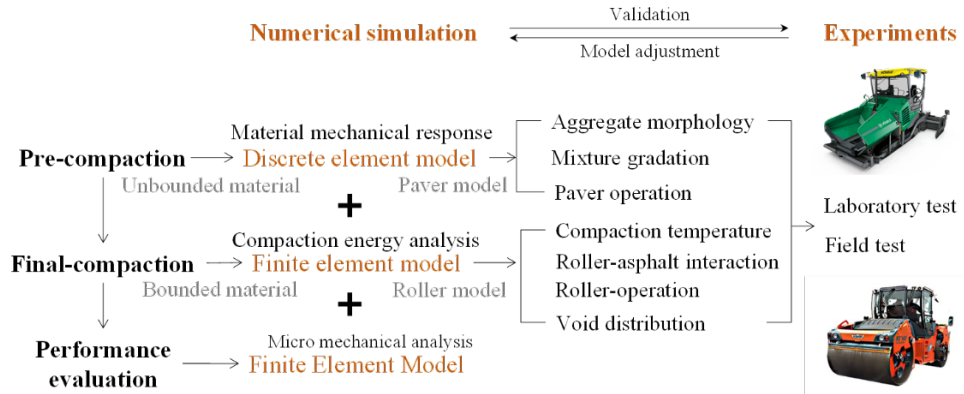 Numerical simulation
Validation
Model adjustment
Experiments
Material mechanical response
Pre-compaction
Discrete element model
Unbounded material
Paver model
Aggregate morphology
Mixture gradation
Paver operation
+
Compaction energy analysis
Final-compaction
Finite element model
Bounded material
Roller model
Compaction temperature
Roller-asphalt interaction
Roller-operation
Void distribution
Laboratory test
Field test
+
Micro mechanical analysis
Performance
evaluation
Finite Element Model